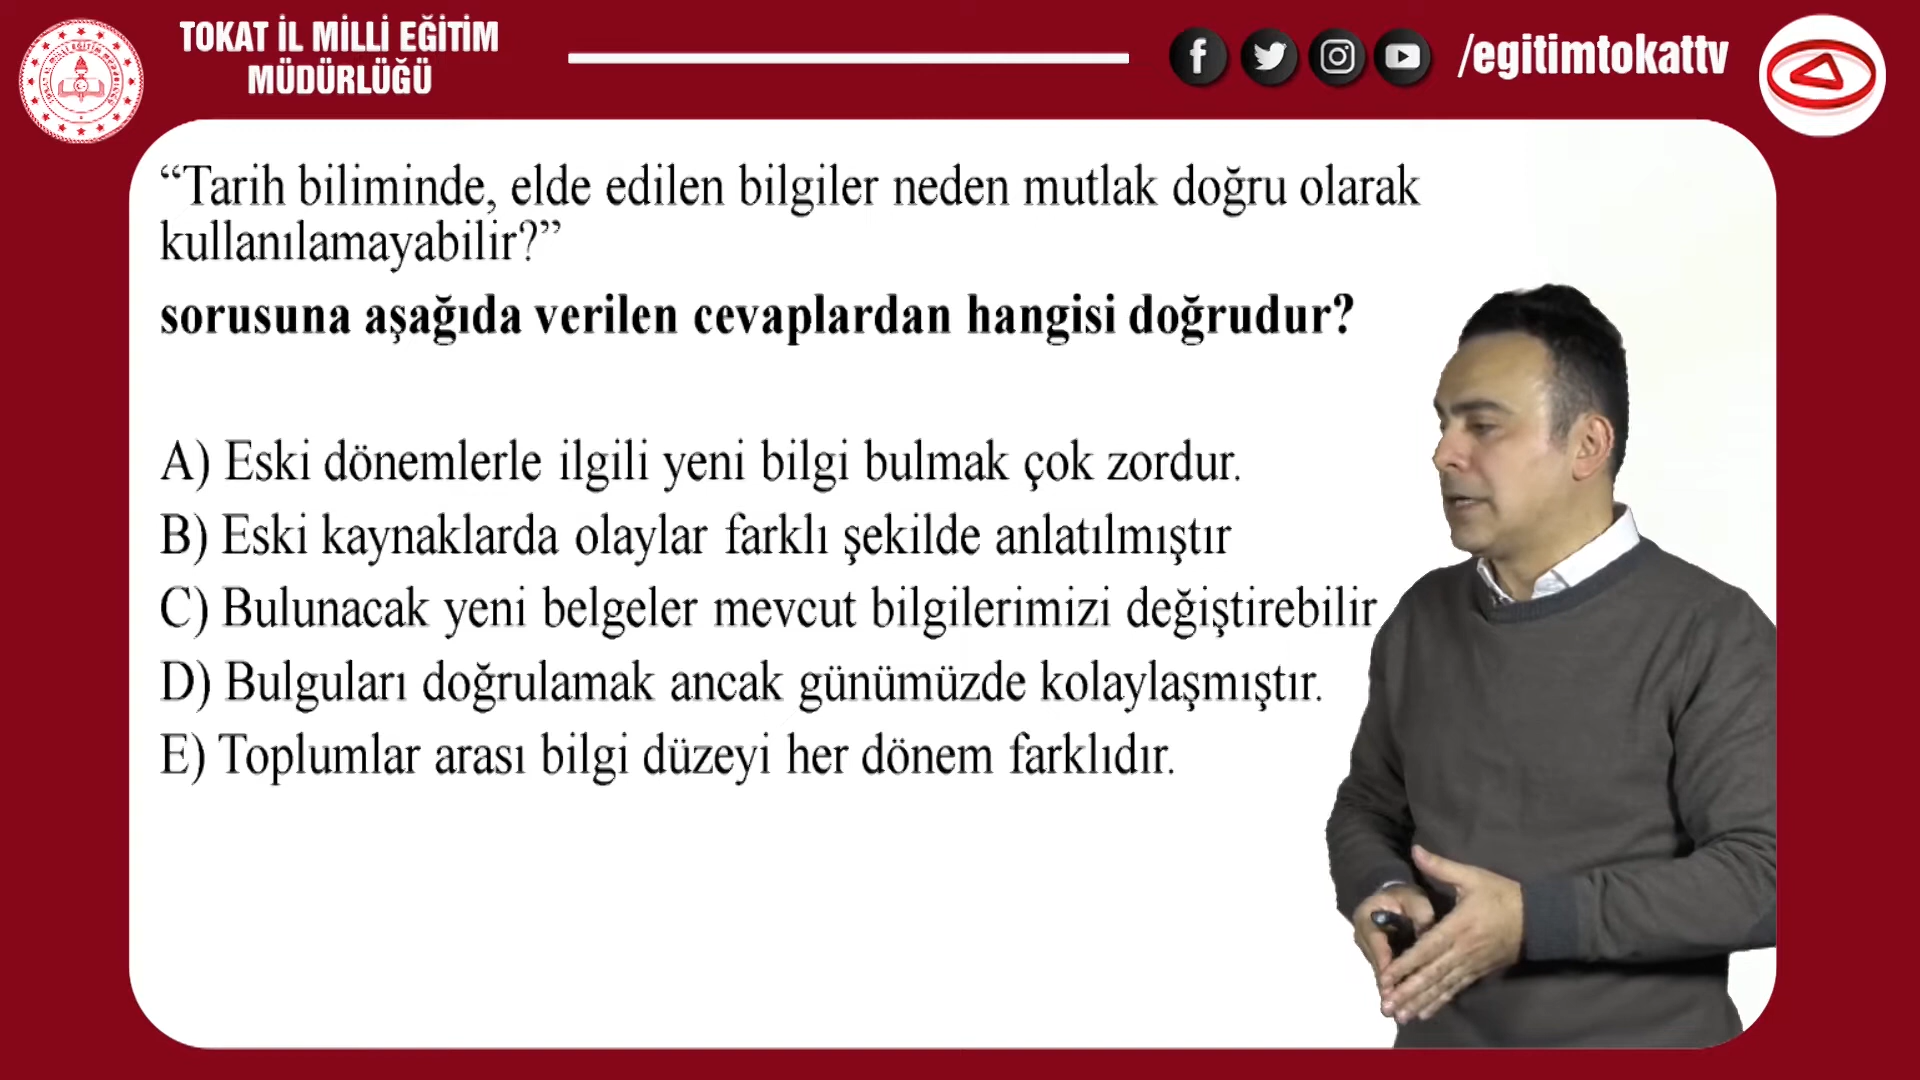 TOKAT İL MİLLİ EĞİTİM
MÜDÜRLÜĞÜ
/egitimtokattv
“Tarih biliminde, elde edilen bilgiler neden mutlak doğru olarak
kullanılamayabilir?”
sorusuna aşağıda verilen cevaplardan hangisi doğrudur?
A) Eski dönemlerle ilgili yeni bilgi bulmak çok zordur.
B) Eski kaynaklarda olaylar farklı şekilde anlatılmıştır
C) Bulunacak yeni belgeler mevcut bilgilerimizi değiştirebilir
D) Bulguları doğrulamak ancak günümüzde kolaylaşmıştır.
E) Toplumlar arası bilgi düzeyi her dönem farklıdır.